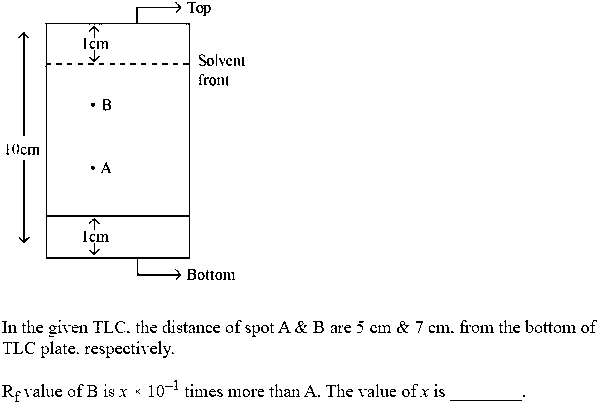 Top
1cm
Solvent
front
B
10cm
A
1cm
Bottom
In the given TLC, the distance of spot A & B are 5 cm & 7 cm, from the bottom of
TLC plate, respectively.
Rf value of B is x × 10⁻¹ times more than A. The value of x is ________.